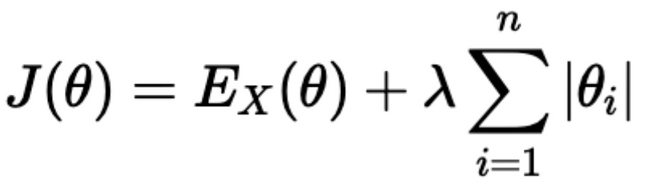 J(θ) = E_X(θ) + λ ∑_{i=1}^{n} |θ_i|